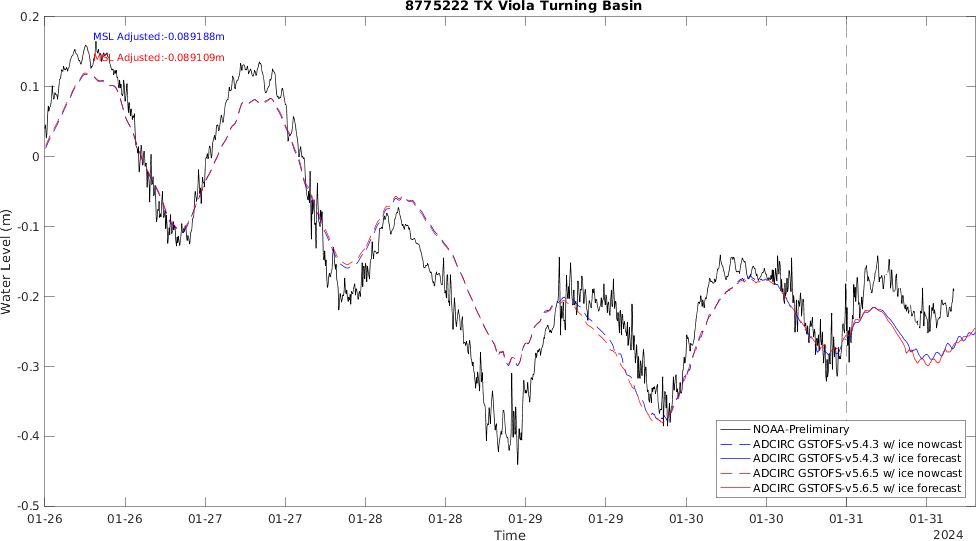 8775222 TX Viola Turning Basin
MSL Adjusted:-0.089188m
MSL Adjusted:-0.089109m
Water Level (m)
0.2
0.1
0
-0.1
-0.2
-0.3
-0.4
-0.5
NOAA-Preliminary
ADCIRC GSTOFS-v5.4.3 w/ ice nowcast
ADCIRC GSTOFS-v5.4.3 w/ ice forecast
ADCIRC GSTOFS-v5.6.5 w/ ice nowcast
ADCIRC GSTOFS-v5.6.5 w/ ice forecast
01-26 01-26 01-27 01-27 01-28 01-28 01-29 01-29 01-30 01-30 01-31 01-31
Time
2024